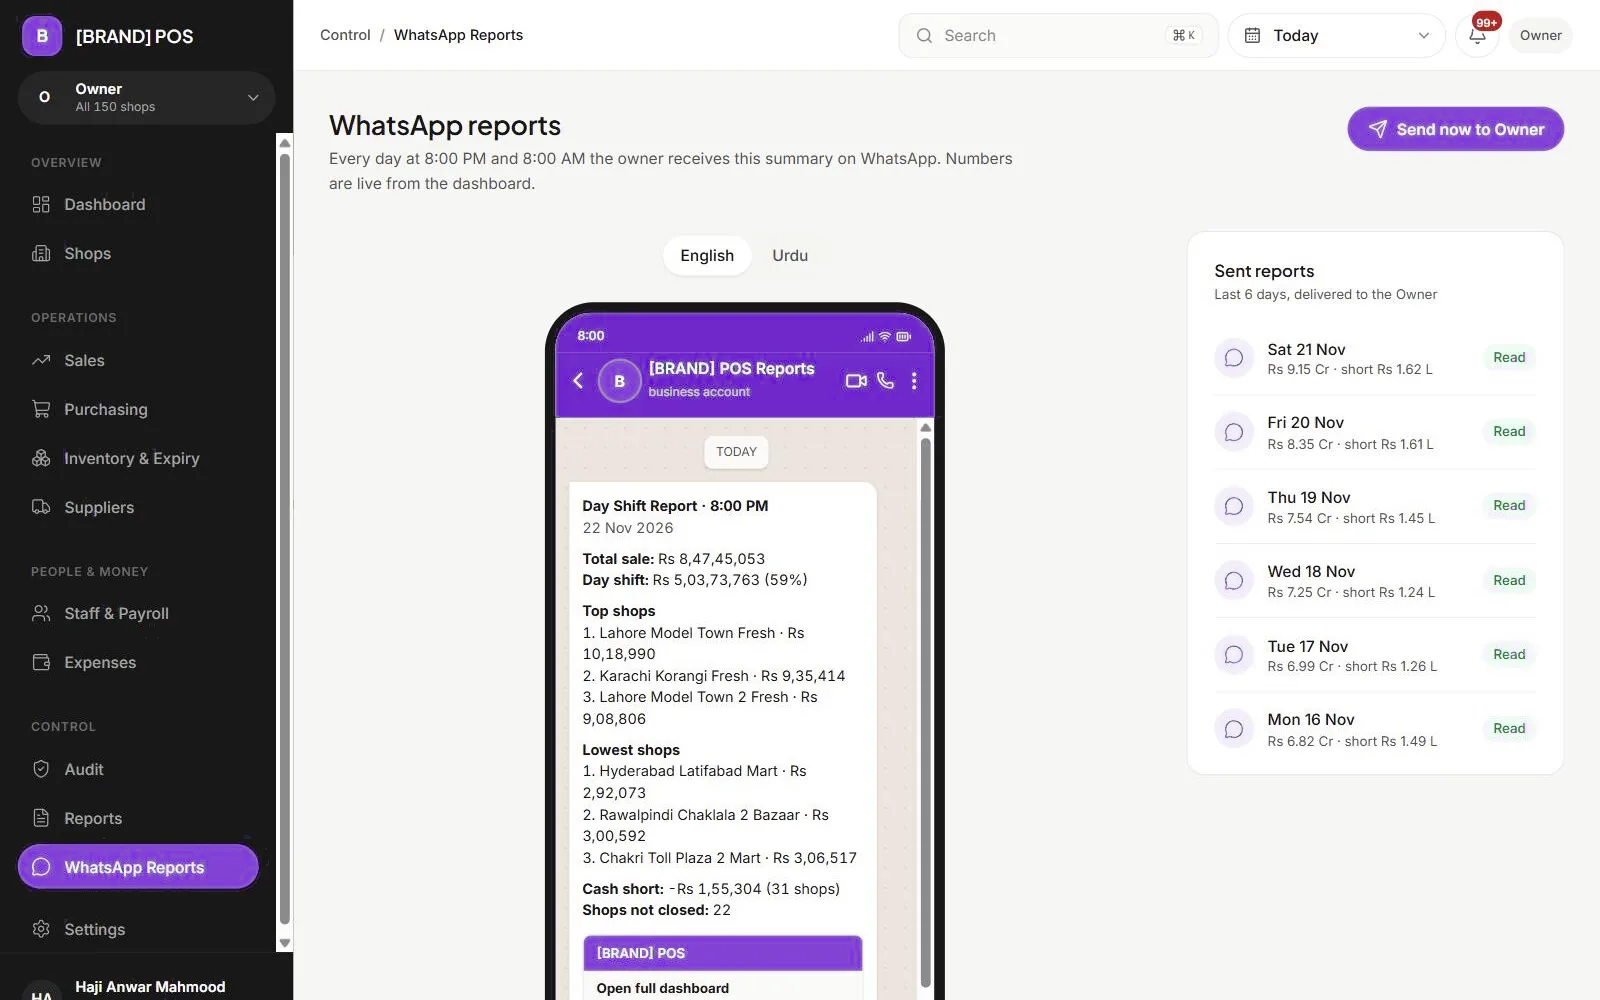 B
[BRAND] POS
O
Owner
All 150 shops
OVERVIEW
Dashboard
Shops
OPERATIONS
Sales
Purchasing
Inventory & Expiry
Suppliers
PEOPLE & MONEY
Staff & Payroll
Expenses
CONTROL
Audit
Reports
WhatsApp Reports
Settings
HA
Haji Anwar Mahmood
Control / WhatsApp Reports
Search
⌘ K
Today
99+
Owner
WhatsApp reports
Every day at 8:00 PM and 8:00 AM the owner receives this summary on WhatsApp. Numbers
are live from the dashboard.
Send now to Owner
English
Urdu
8:00
B
[BRAND] POS Reports
business account
TODAY
Day Shift Report · 8:00 PM
22 Nov 2026
Total sale: Rs 8,47,45,053
Day shift: Rs 5,03,73,763 (59%)
Top shops
1. Lahore Model Town Fresh · Rs
10,18,990
2. Karachi Korangi Fresh · Rs 9,35,414
3. Lahore Model Town 2 Fresh · Rs
9,08,806
Lowest shops
1. Hyderabad Latifabad Mart · Rs
2,92,073
2. Rawalpindi Chaklala 2 Bazaar · Rs
3,00,592
3. Chakri Toll Plaza 2 Mart · Rs 3,06,517
Cash short: -Rs 1,55,304 (31 shops)
Shops not closed: 22
[BRAND] POS
Open full dashboard
Sent reports
Last 6 days, delivered to the Owner
Sat 21 Nov
Rs 9.15 Cr · short Rs 1.62 L
Read
Fri 20 Nov
Rs 8.35 Cr · short Rs 1.61 L
Read
Thu 19 Nov
Rs 7.54 Cr · short Rs 1.45 L
Read
Wed 18 Nov
Rs 7.25 Cr · short Rs 1.24 L
Read
Tue 17 Nov
Rs 6.99 Cr · short Rs 1.26 L
Read
Mon 16 Nov
Rs 6.82 Cr · short Rs 1.49 L
Read